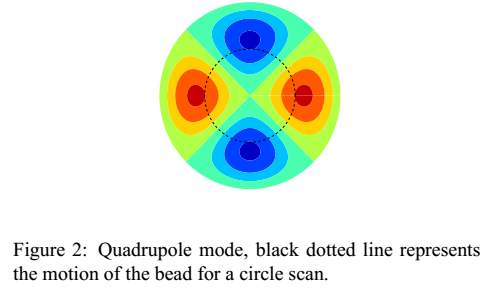 Figure 2: Quadrupole mode, black dotted line represents
the motion of the bead for a circle scan.